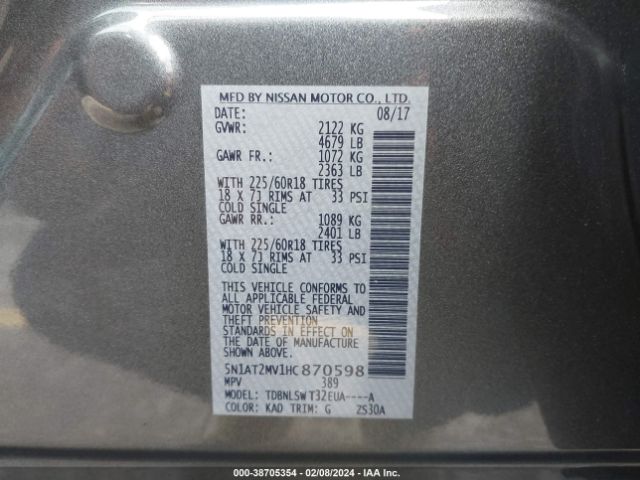 MFD BY NISSAN MOTOR CO., LTD.
DATE: 08/17
GVWR: 2122 KG
4679 LB
GAWR FR.: 1072 KG
2363 LB
WITH 225/60R18 TIRES
18 X 7J RIMS AT 33 PSI
COLD SINGLE
GAWR RR.: 1089 KG
2401 LB
WITH 225/60R18 TIRES
18 X 7J RIMS AT 33 PSI
COLD SINGLE
THIS VEHICLE CONFORMS TO
ALL APPLICABLE FEDERAL
MOTOR VEHICLE SAFETY AND
THEFT PREVENTION
STANDARDS IN EFFECT ON
THE DATE OF MANUFACTURE
SHOWN ABOVE.
5N1AT2MV1HC870598
MPV 389
MODEL: TDBNLSWT32EUA----A
COLOR: KAD TRIM: G ZS30A
000-38705354 - 02/08/2024 - IAA Inc.